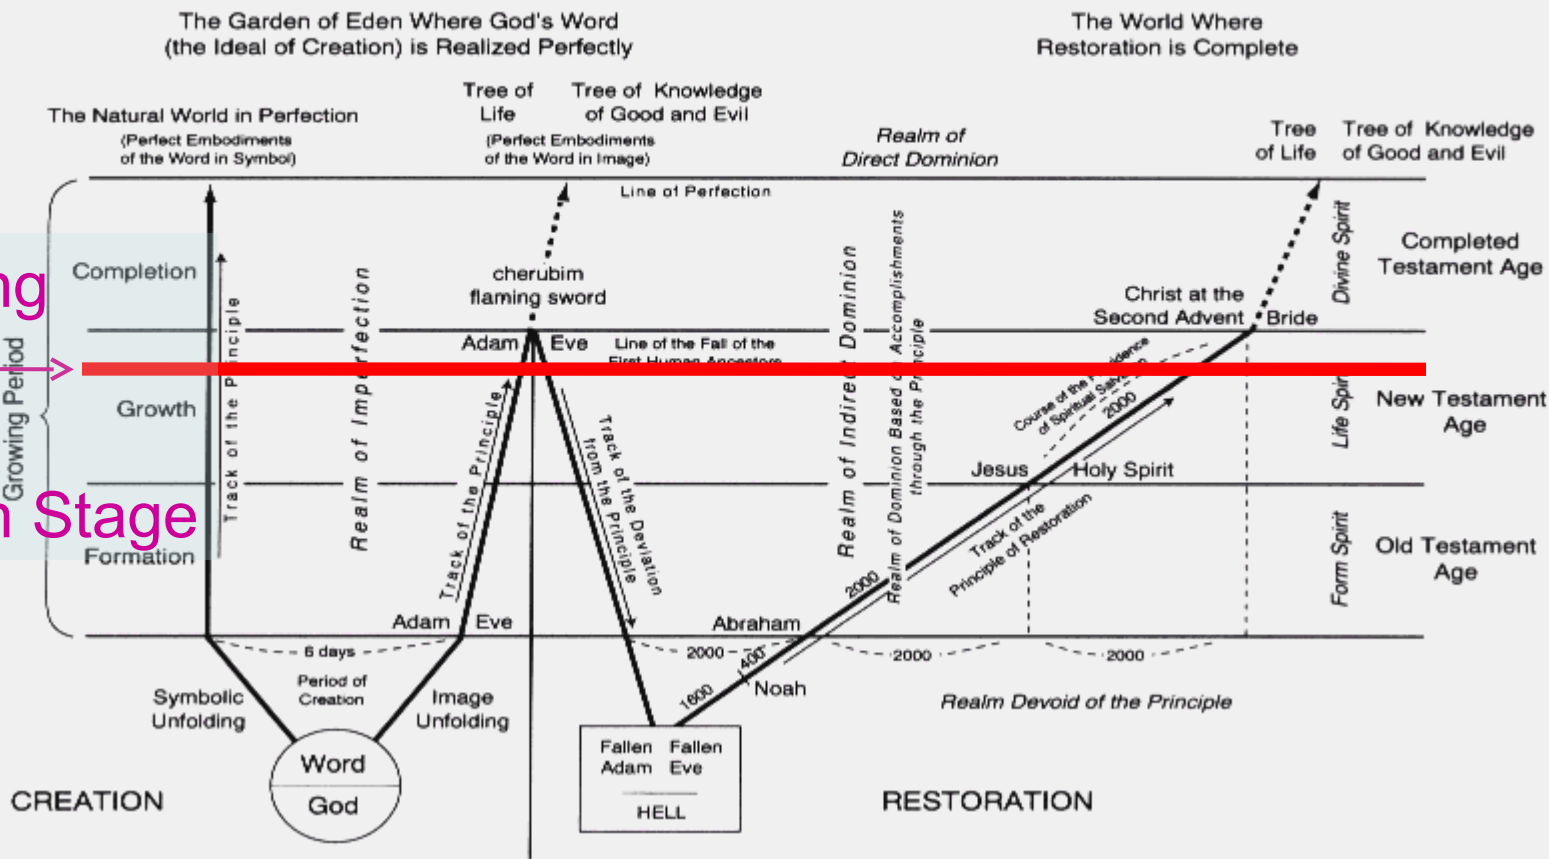 The Garden of Eden Where God's Word
(the Ideal of Creation) is Realized Perfectly
The World Where
Restoration is Complete
The Natural World in Perfection
(Perfect Embodiments
of the Word in Symbol)
Tree of
Life
Tree of Knowledge
of Good and Evil
(Perfect Embodiments
of the Word in Image)
Realm of
Direct Dominion
Tree
of Life
Tree of Knowledge
of Good and Evil
Line of Perfection
Growing Period
ng
n Stage
Completion
Growth
Formation
Track of the Principle
Realm of Imperfection
cherubim
flaming sword
Adam
Eve
Line of the Fall of the
First Human Ancestors
Track of the Principle
Track of the Deviation
from the Principle
Realm of Indirect Dominion
Realm of Dominion Based on Accomplishments
through the Principle
Christ at the
Second Advent
Bride
Course of the Providence
of Spiritual Salvation
2000
Jesus
Holy Spirit
Track of the
Principle of Restoration
2000
Divine Spirit
Life Spirit
Form Spirit
Completed
Testament Age
New Testament
Age
Old Testament
Age
Adam
Eve
Abraham
6 days
2000
2000
2000
Period of
Creation
Symbolic
Unfolding
Image
Unfolding
400
1600
Noah
Realm Devoid of the Principle
Word
God
Fallen Adam
Fallen Eve
HELL
CREATION
RESTORATION